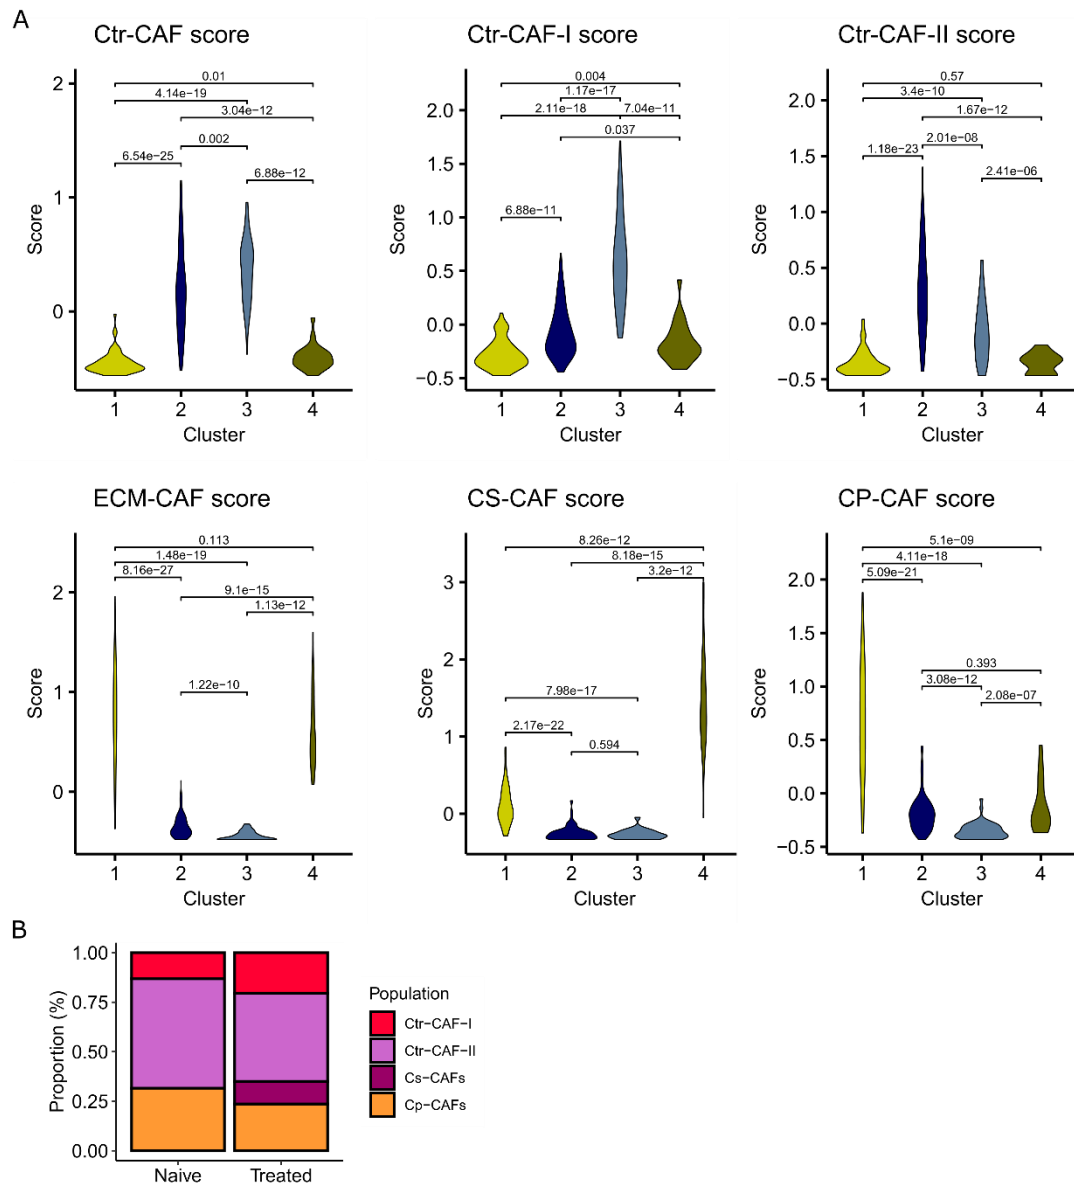 A
Ctr-CAF score
Ctr-CAF-I score
Ctr-CAF-II score
Score
2
1
0
0.01
4.14e−19
3.04e−12
0.002
6.54e−25
6.88e−12
1
2
3
4
Cluster
Score
2.0
1.5
1.0
0.5
0.0
−0.5
0.004
1.17e−17
2.11e−18
7.04e−11
0.037
6.88e−11
1
2
3
4
Cluster
Score
2.0
1.5
1.0
0.5
0.0
−0.5
0.57
3.4e−10
1.67e−12
2.01e−08
1.18e−23
2.41e−06
1
2
3
4
Cluster
ECM-CAF score
CS-CAF score
CP-CAF score
Score
2
1
0
0.113
1.48e−19
8.16e−27
9.1e−15
1.13e−12
1.22e−10
1
2
3
4
Cluster
Score
3
2
1
0
8.26e−12
8.18e−15
3.2e−12
7.98e−17
2.17e−22
0.594
1
2
3
4
Cluster
Score
2.0
1.5
1.0
0.5
0.0
−0.5
5.1e−09
4.11e−18
5.09e−21
0.393
3.08e−12
2.08e−07
1
2
3
4
Cluster
B
Proportion (%)
1.00
0.75
0.50
0.25
0.00
Naive
Treated
Population
Ctr−CAF−I
Ctr−CAF−II
Cs−CAFs
Cp−CAFs